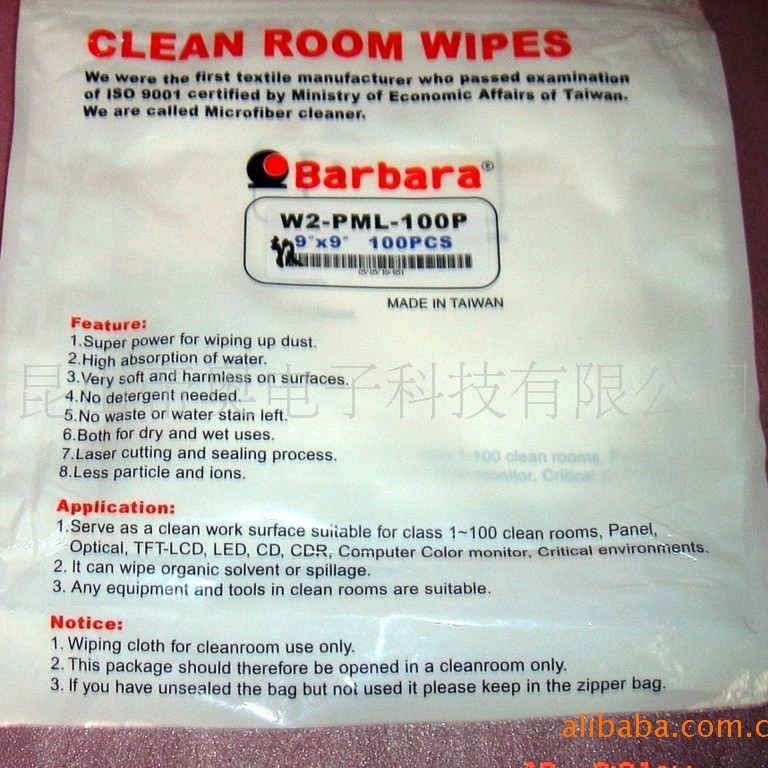 CLEAN ROOM WIPES
We were the first textile manufacturer who passed examination
of ISO 9001 certified by Ministry of Economic Affairs of Taiwan.
We are called Microfiber cleaner.
Barbara®
W2-PML-100P
9"x9" 100PCS
MADE IN TAIWAN
Feature:
1.Super power for wiping up dust.
2.High absorption of water.
3.Very soft and harmless on surfaces.
4.No detergent needed.
5.No waste or water stain left.
6.Both for dry and wet uses.
7.Laser cutting and sealing process.
8.Less particle and ions.
电子科技有限公司
Application:
1.Serve as a clean work surface suitable for class 1~100 clean rooms, Panel,
Optical, TFT-LCD, LED, CD, CDR, Computer Color monitor, Critical environments.
2. It can wipe organic solvent or spillage.
3. Any equipment and tools in clean rooms are suitable.
Notice:
1. Wiping cloth for cleanroom use only.
2. This package should therefore be opened in a cleanroom only.
3. If you have unsealed the bag but not used it please keep in the zipper bag.
alibaba.com.c